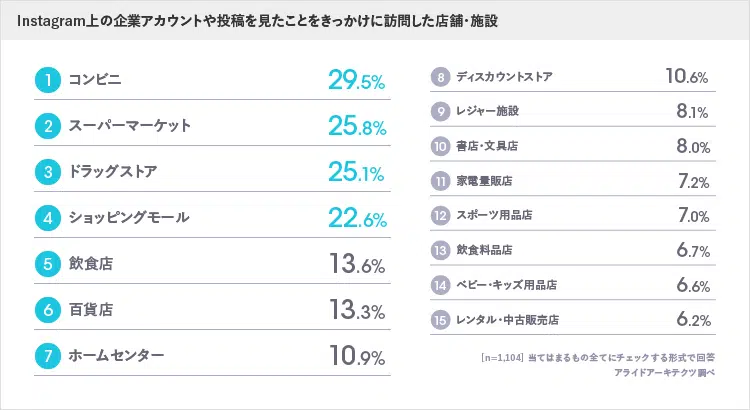 Instagram上の企業アカウントや投稿を見たことをきっかけに訪問した店舗・施設
1 コンビニ 29.5%
2 スーパーマーケット 25.8%
3 ドラッグストア 25.1%
4 ショッピングモール 22.6%
5 飲食店 13.6%
6 百貨店 13.3%
7 ホームセンター 10.9%
8 ディスカウントストア 10.6%
9 レジャー施設 8.1%
10 書店・文具店 8.0%
11 家電量販店 7.2%
12 スポーツ用品店 7.0%
13 飲食料品店 6.7%
14 ベビー・キッズ用品店 6.6%
15 レンタル・中古販売店 6.2%
[n=1,104] 当てはまるもの全てにチェックする形式で回答
アライドアーキテクツ調べ